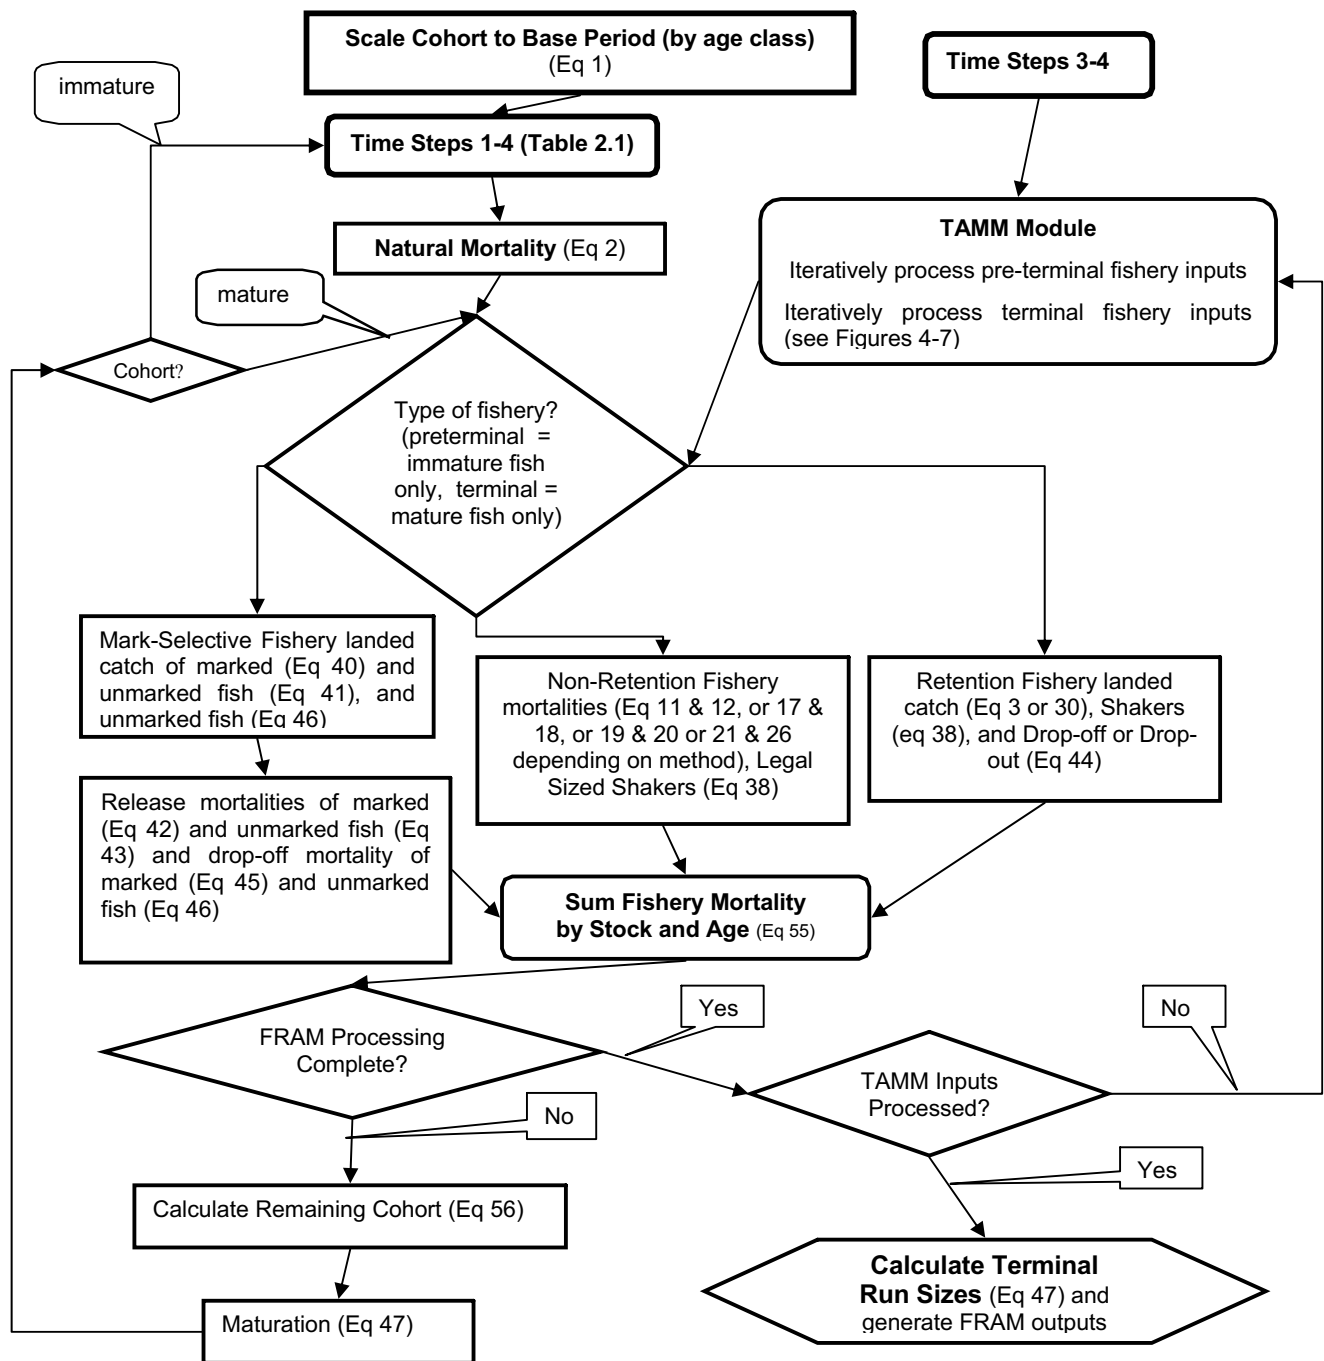 Scale Cohort to Base Period (by age class)
(Eq 1)
Time Steps 3-4
immature
Time Steps 1-4 (Table 2.1)
Natural Mortality (Eq 2)
TAMM Module
Iteratively process pre-terminal fishery inputs
Iteratively process terminal fishery inputs
(see Figures 4-7)
mature
Cohort?
Type of fishery?
(preterminal =
immature fish
only, terminal =
mature fish only)
Mark-Selective Fishery landed
catch of marked (Eq 40) and
unmarked fish (Eq 41), and
unmarked fish (Eq 46)
Non-Retention Fishery
mortalities (Eq 11 & 12, or 17 &
18, or 19 & 20 or 21 & 26
depending on method), Legal
Sized Shakers (Eq 38)
Retention Fishery landed
catch (Eq 3 or 30), Shakers
(eq 38), and Drop-off or Drop-
out (Eq 44)
Release mortalities of marked
(Eq 42) and unmarked fish (Eq
43) and drop-off mortality of
marked (Eq 45) and unmarked
fish (Eq 46)
Sum Fishery Mortality
by Stock and Age (Eq 55)
Yes
No
FRAM Processing
Complete?
TAMM Inputs
Processed?
No
Yes
Calculate Remaining Cohort (Eq 56)
Calculate Terminal
Run Sizes (Eq 47) and
generate FRAM outputs
Maturation (Eq 47)